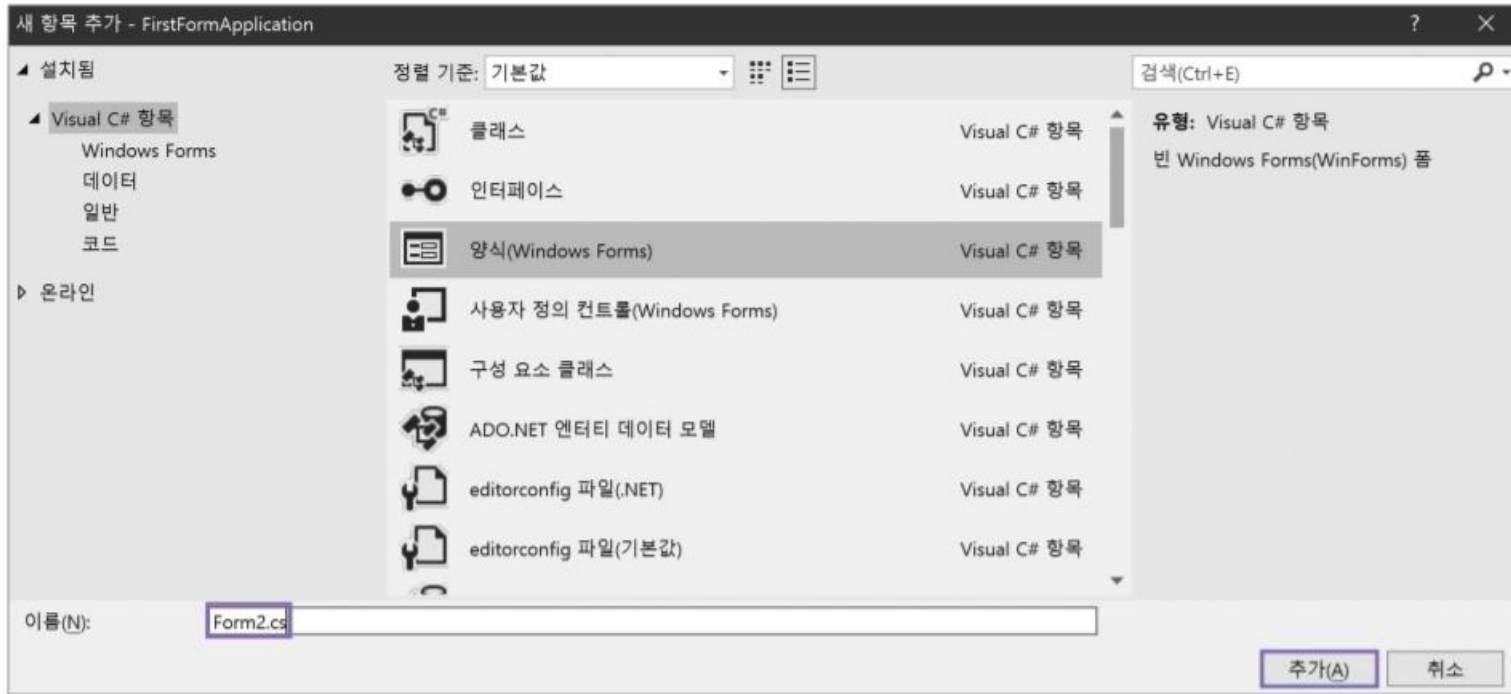 새 항목 추가 - FirstFormApplication
? ×
설치됨
Visual C# 항목
Windows Forms
데이터
일반
코드
온라인
정렬 기준: 기본값
클래스 Visual C# 항목
인터페이스 Visual C# 항목
양식(Windows Forms) Visual C# 항목
사용자 정의 컨트롤(Windows Forms) Visual C# 항목
구성 요소 클래스 Visual C# 항목
ADO.NET 엔터티 데이터 모델 Visual C# 항목
editorconfig 파일(.NET) Visual C# 항목
editorconfig 파일(기본값) Visual C# 항목
검색(Ctrl+E)
유형: Visual C# 항목
빈 Windows Forms(WinForms) 폼
이름(N): Form2.cs
추가(A) 취소